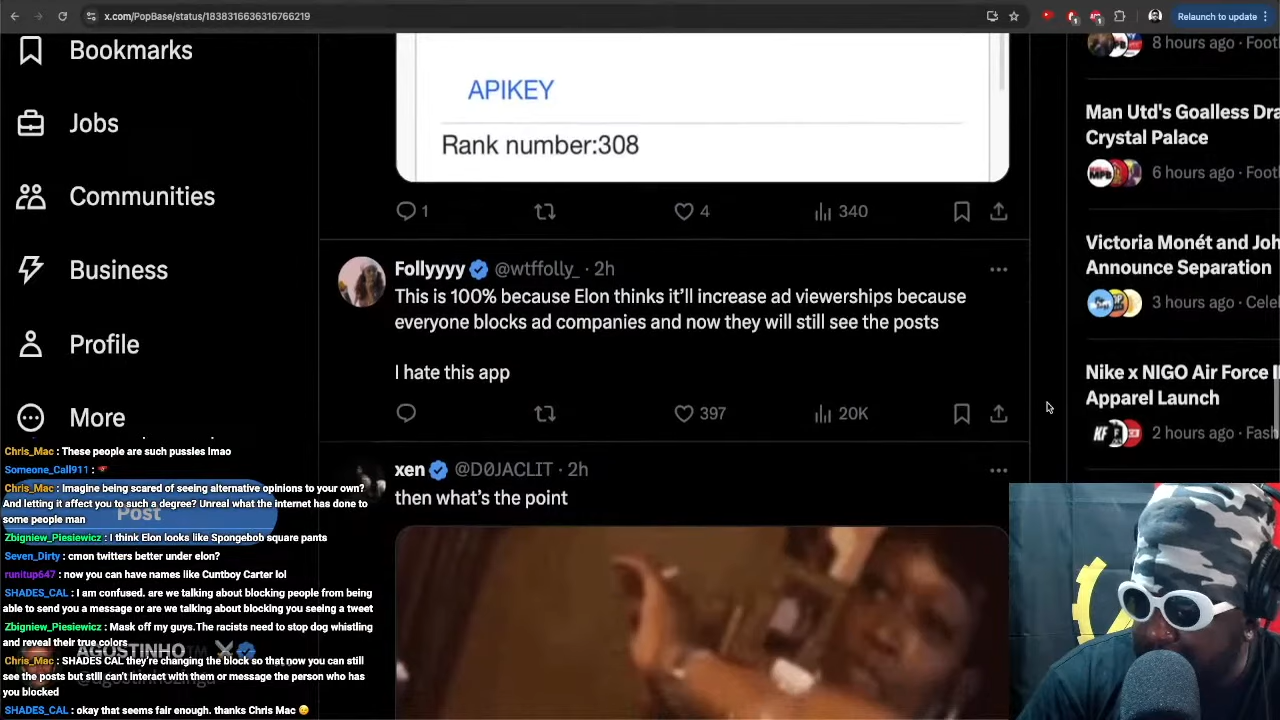 x.com/PopBase/status/1838316636316766219
Relaunch to update
Bookmarks
Jobs
Communities
Business
Profile
More
Post
APIKEY
Rank number:308
1
4
340
Follyyyy @wtffolly_ · 2h
This is 100% because Elon thinks it'll increase ad viewerships because
everyone blocks ad companies and now they will still see the posts
I hate this app
397
20K
xen @D0JACLIT · 2h
then what's the point
8 hours ago · Foot
Man Utd's Goalless Dra
Crystal Palace
6 hours ago · Foot
Victoria Monét and Joh
Announce Separation
3 hours ago · Celeb
Nike x NIGO Air Force
Apparel Launch
2 hours ago · Fash
Chris_Mac : These people are such pussies lmao
Someone_Call911 :
Chris_Mac : Imagine being scared of seeing alternative opinions to your own?
And letting it affect you to such a degree? Unreal what the internet has done to
some people man
Zbigniew_Piesiewicz : I think Elon looks like Spongebob square pants
Seven_Dirty : cmon twitters better under elon?
runitup647 : now you can have names like Cuntboy Carter lol
SHADES_CAL : I am confused. are we talking about blocking people from being
able to send you a message or are we talking about blocking you seeing a tweet
Zbigniew_Piesiewicz : Mask off my guys.The racists need to stop dog whistling
and reveal their true colors
AGOSTINHO
Chris_Mac : SHADES CAL they're changing the block so that now you can still
see the posts but still can't interact with them or message the person who has
you blocked
SHADES_CAL : okay that seems fair enough. thanks Chris Mac 😔